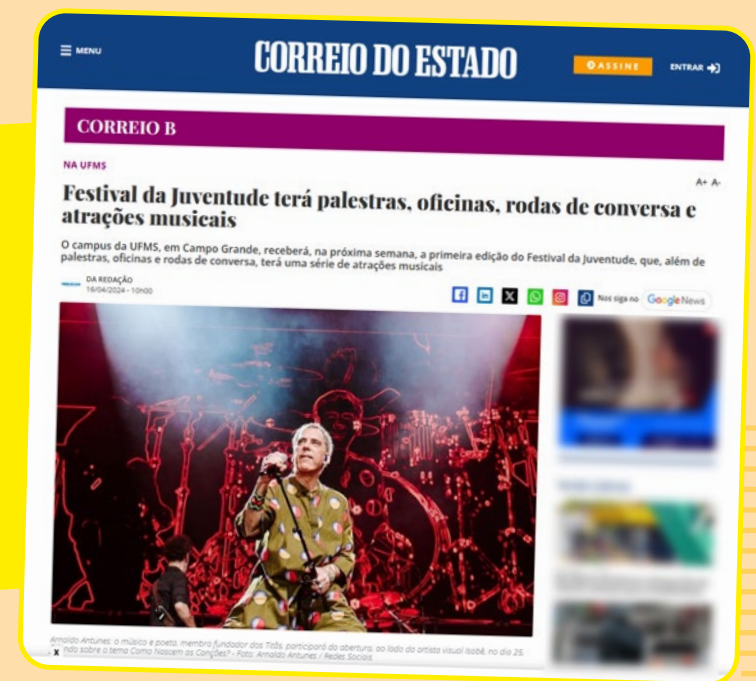 MENU
CORREIO DO ESTADO
ASSINE
ENTRAR
CORREIO B
NA UFMS
A+ A-
Festival da Juventude terá palestras, oficinas, rodas de conversa e
atrações musicais
O campus da UFMS, em Campo Grande, receberá, na próxima semana, a primeira edição do Festival da Juventude, que, além de
palestras, oficinas e rodas de conversa, terá uma série de atrações musicais
DA REDAÇÃO
16/04/2024 - 10h00
Nos siga no Google News
Arnaldo Antunes: o músico e poeta, membro fundador dos Titãs, participará da abertura, ao lado da artista visual Isabê, no dia 25,
X ndo sobre o tema Como Nascem as Canções? - Foto: Arnaldo Antunes / Redes Sociais